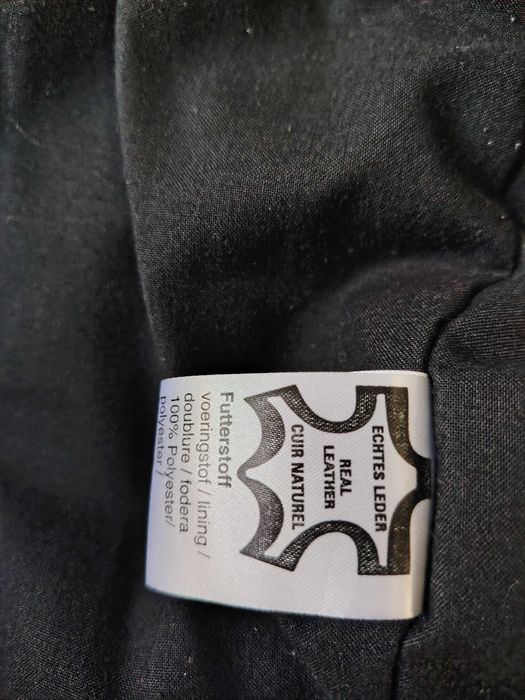 ECHTES LEDER
REAL
LEATHER
CUIR NATUREL
Futterstoff
voeringstof / lining /
doublure / fodera
100% Polyester/
polyester /